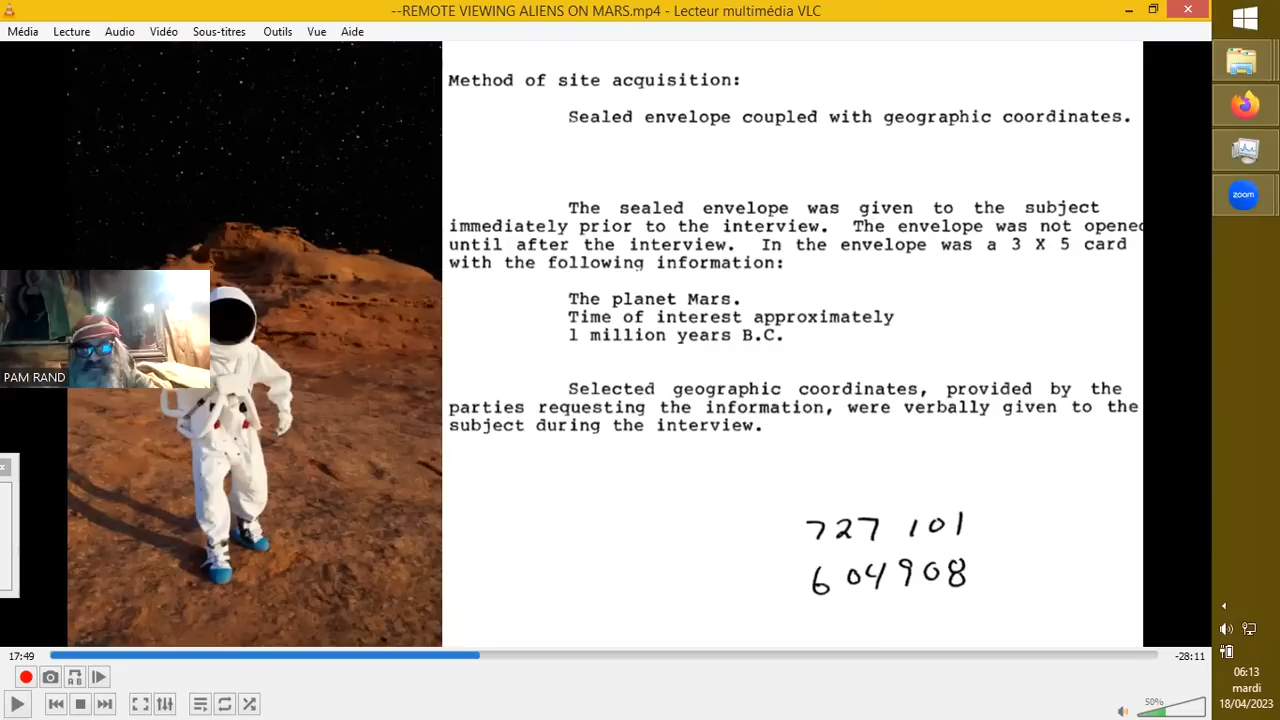 --REMOTE VIEWING ALIENS ON MARS.mp4 - Lecteur multimédia VLC
Média Lecture Audio Vidéo Sous-titres Outils Vue Aide
Method of site acquisition:
Sealed envelope coupled with geographic coordinates.
The sealed envelope was given to the subject
immediately prior to the interview. The envelope was not opene
until after the interview. In the envelope was a 3 X 5 card
with the following information:
The planet Mars.
Time of interest approximately
1 million years B.C.
Selected geographic coordinates, provided by the
parties requesting the information, were verbally given to the
subject during the interview.
727 101
604908
PAM RAND
zoom
17:49
-28:11
50%
06:13
mardi
18/04/2023